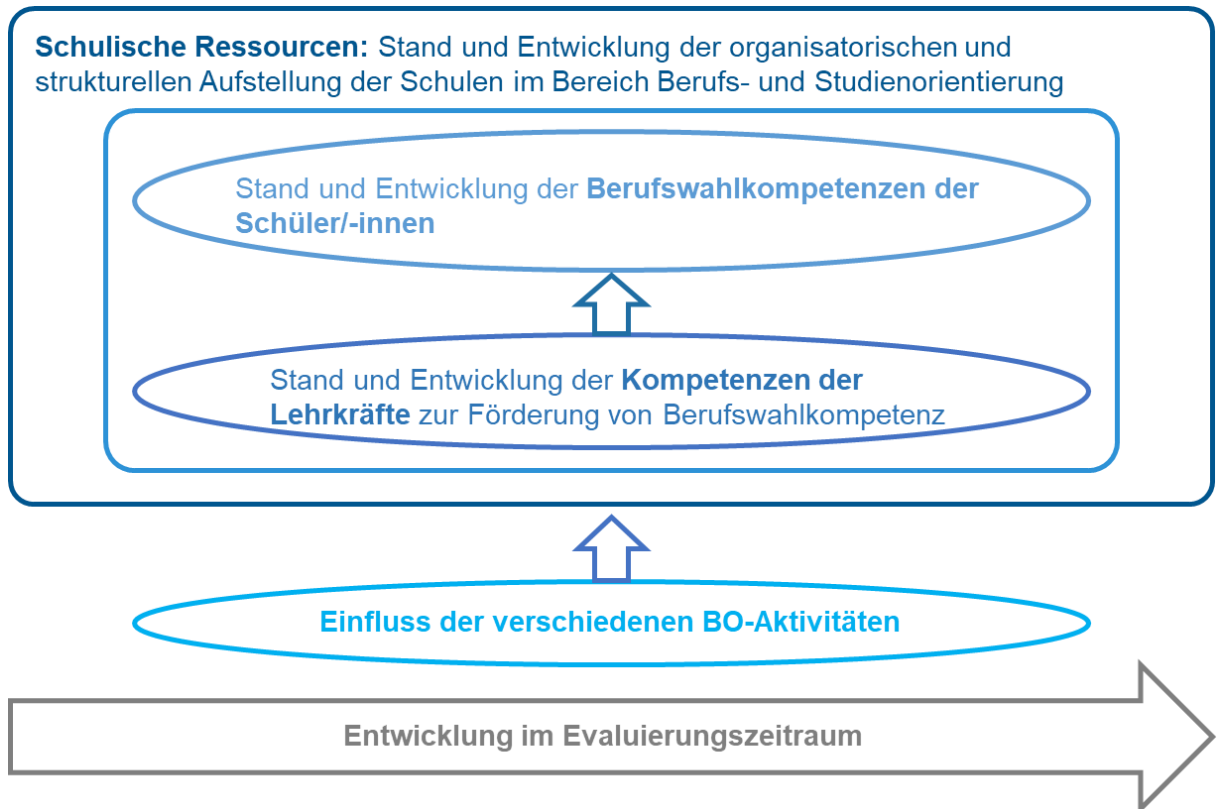 Schulische Ressourcen: Stand und Entwicklung der organisatorischen und
strukturellen Aufstellung der Schulen im Bereich Berufs- und Studienorientierung
Stand und Entwicklung der Berufswahlkompetenzen der
Schüler/-innen
Stand und Entwicklung der Kompetenzen der
Lehrkräfte zur Förderung von Berufswahlkompetenz
Einfluss der verschiedenen BO-Aktivitäten
Entwicklung im Evaluierungszeitraum